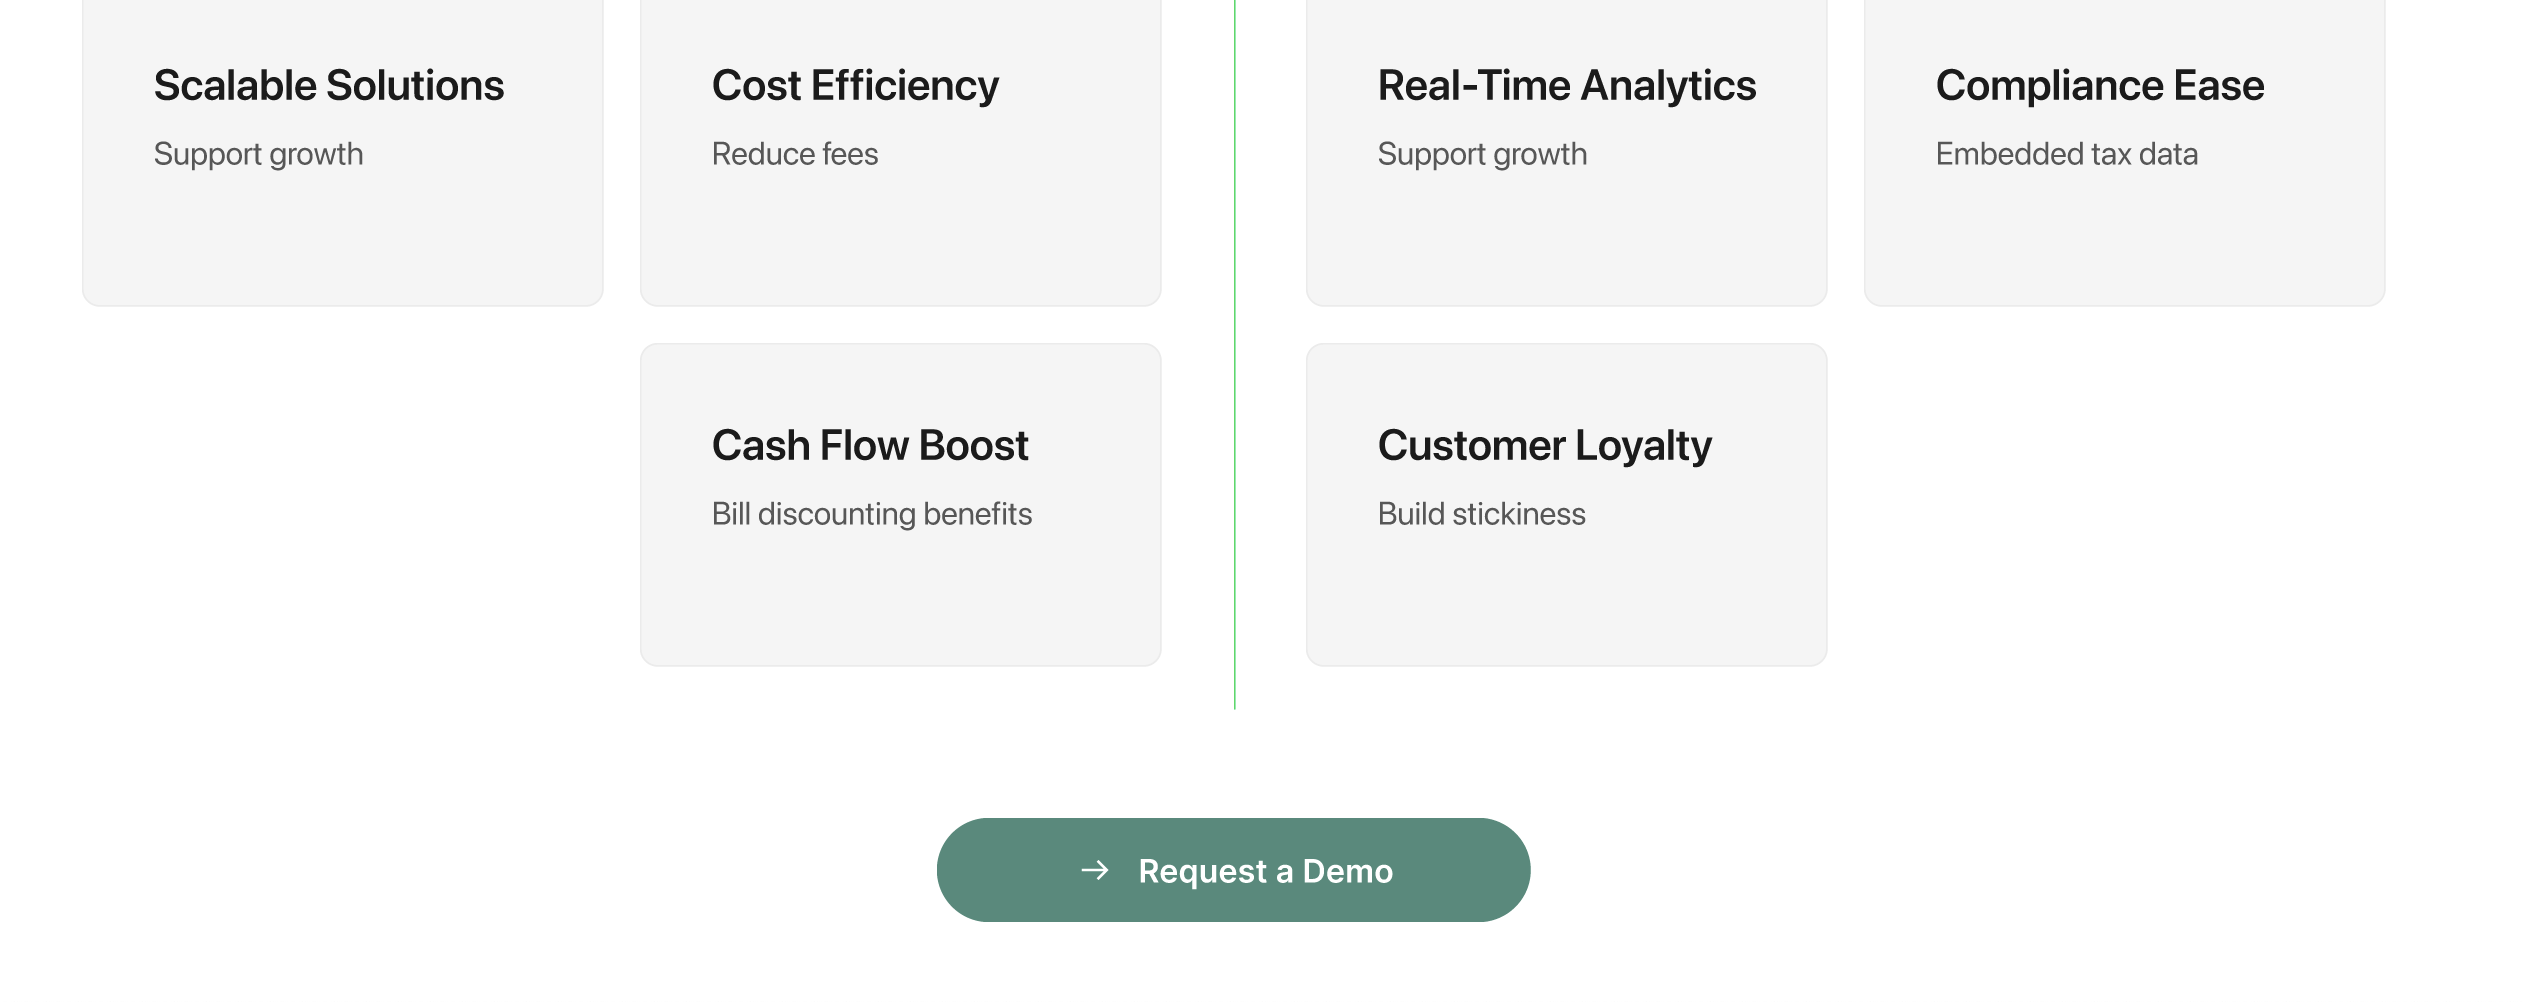 Scalable Solutions
Support growth
Cost Efficiency
Reduce fees
Real-Time Analytics
Support growth
Compliance Ease
Embedded tax data
Cash Flow Boost
Bill discounting benefits
Customer Loyalty
Build stickiness
→ Request a Demo